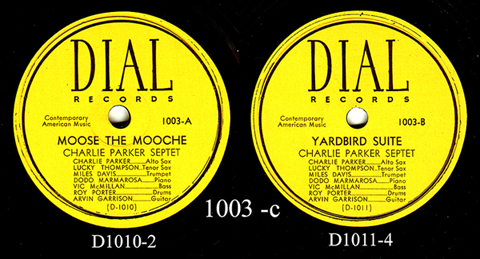 DIAL
RECORDS
Contemporary
American Music
1003-A
MOOSE THE MOOCHE
CHARLIE PARKER SEPTET
CHARLIE PARKER......Alto Sax
LUCKY THOMPSON..Tenor Sax
MILES DAVIS..........Trumpet
DODO MARMAROSA......Piano
VIC McMILLAN..........Bass
ROY PORTER...........Drums
ARVIN GARRISON......Guitar
(D-1010)
D1010-2
1003 -c
DIAL
RECORDS
Contemporary
American Music
1003-B
YARDBIRD SUITE
CHARLIE PARKER SEPTET
CHARLIE PARKER......Alto Sax
LUCKY THOMPSON..Tenor Sax
MILES DAVIS..........Trumpet
DODO MARMAROSA......Piano
VIC McMILLAN..........Bass
ROY PORTER...........Drums
ARVIN GARRISON......Guitar
(D-1011)
D1011-4